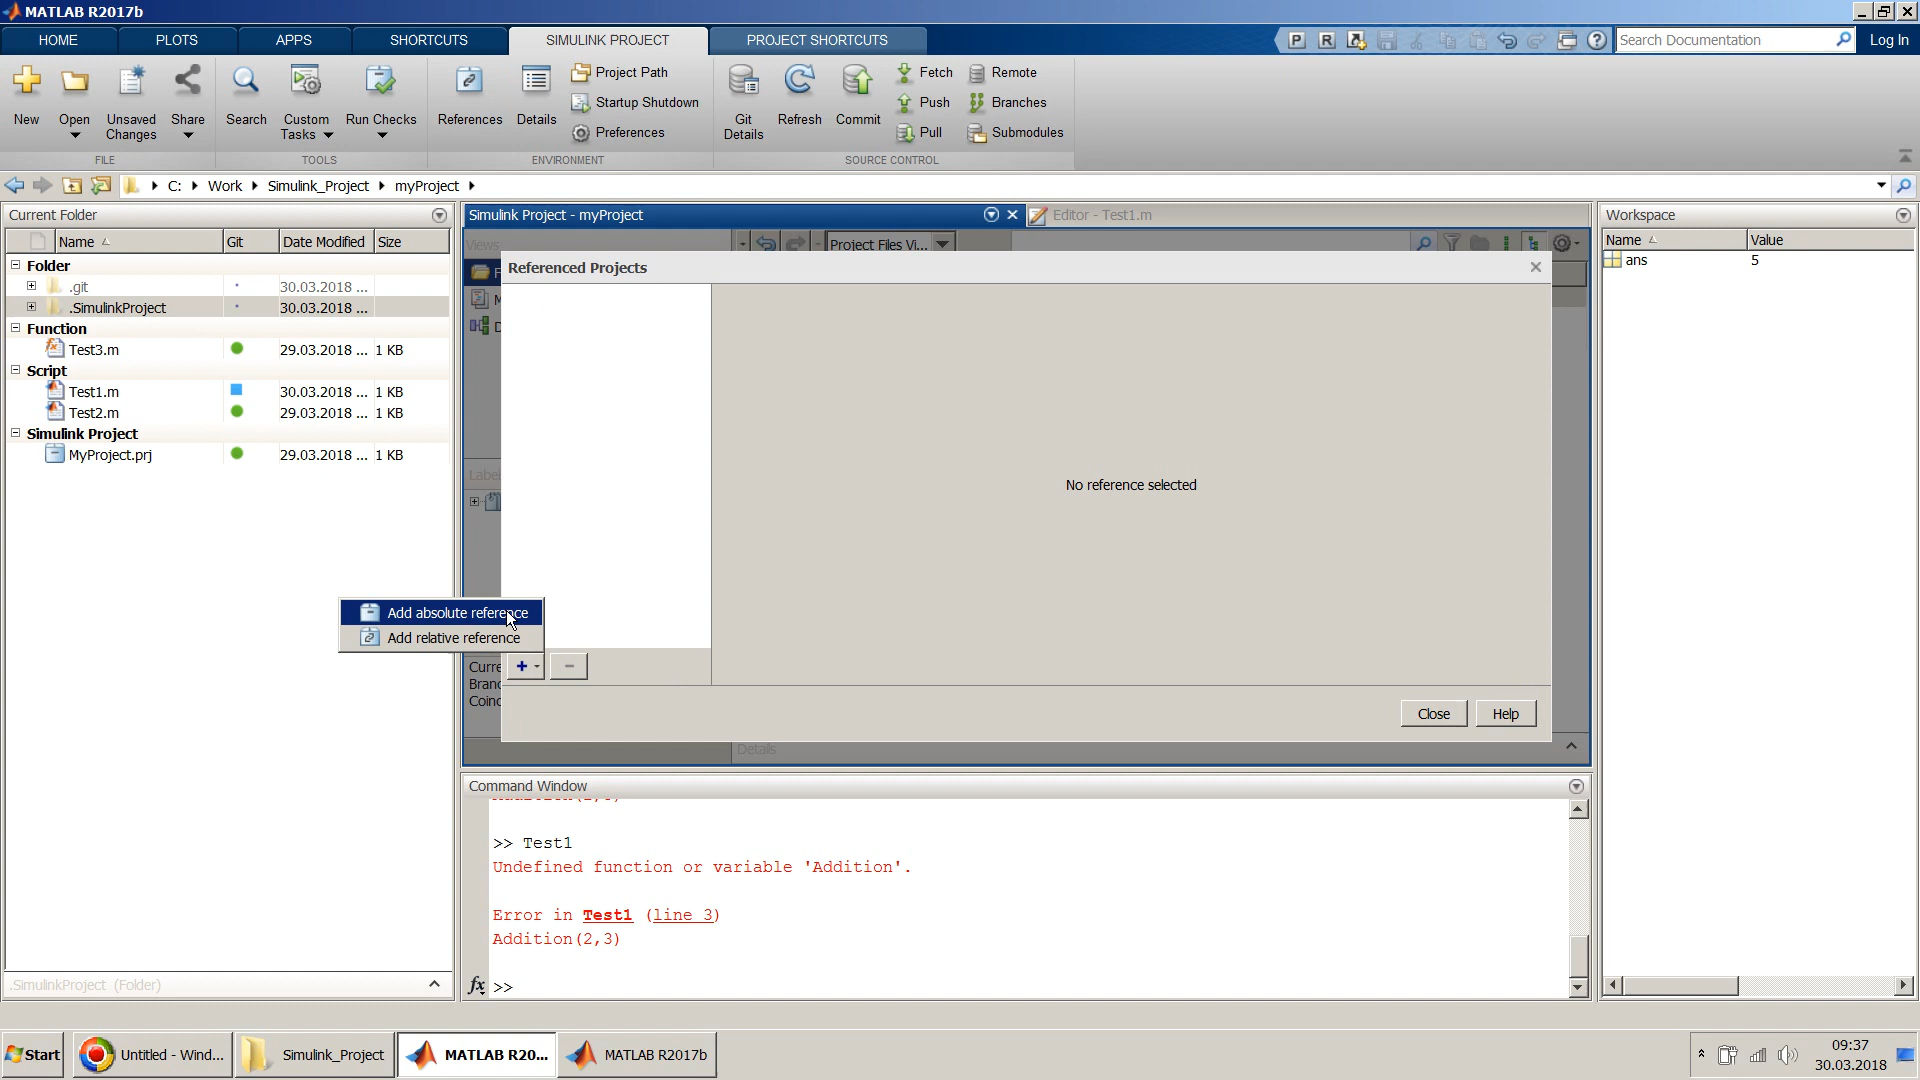 MATLAB R2017b
HOME PLOTS APPS SHORTCUTS SIMULINK PROJECT PROJECT SHORTCUTS
Search Documentation Log In
New Open Unsaved Changes Share
Search Custom Tasks Run Checks
References Details Project Path
Startup Shutdown
Preferences
Git Details Refresh Commit
Fetch Remote
Push Branches
Pull Submodules
FILE TOOLS ENVIRONMENT SOURCE CONTROL
C: Work Simulink_Project myProject
Current Folder
Name Git Date Modified Size
Folder
.git 30.03.2018 ...
.SimulinkProject 30.03.2018 ...
Function
Test3.m 29.03.2018 ... 1 KB
Script
Test1.m 30.03.2018 ... 1 KB
Test2.m 29.03.2018 ... 1 KB
Simulink Project
MyProject.prj 29.03.2018 ... 1 KB
.SimulinkProject (Folder)
Simulink Project - myProject
Editor - Test1.m
Views
Project Files Vi...
Referenced Projects
No reference selected
Add absolute reference
Add relative reference
Close Help
Details
Command Window
>> Test1
Undefined function or variable 'Addition'.
Error in Test1 (line 3)
Addition(2,3)
fx >>
Workspace
Name Value
ans 5
Start Untitled - Wind... Simulink_Project MATLAB R20... MATLAB R2017b
09:37
30.03.2018